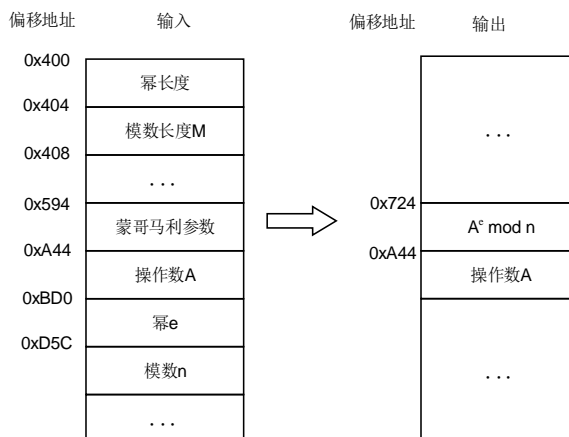 偏移地址
输入
0x400
幂长度
0x404
模数长度M
0x408
...
0x594
蒙哥马利参数
0xA44
操作数A
0xBD0
幂e
0xD5C
模数n
...
偏移地址
输出
...
0x724
Aᵉ mod n
0xA44
操作数A
...